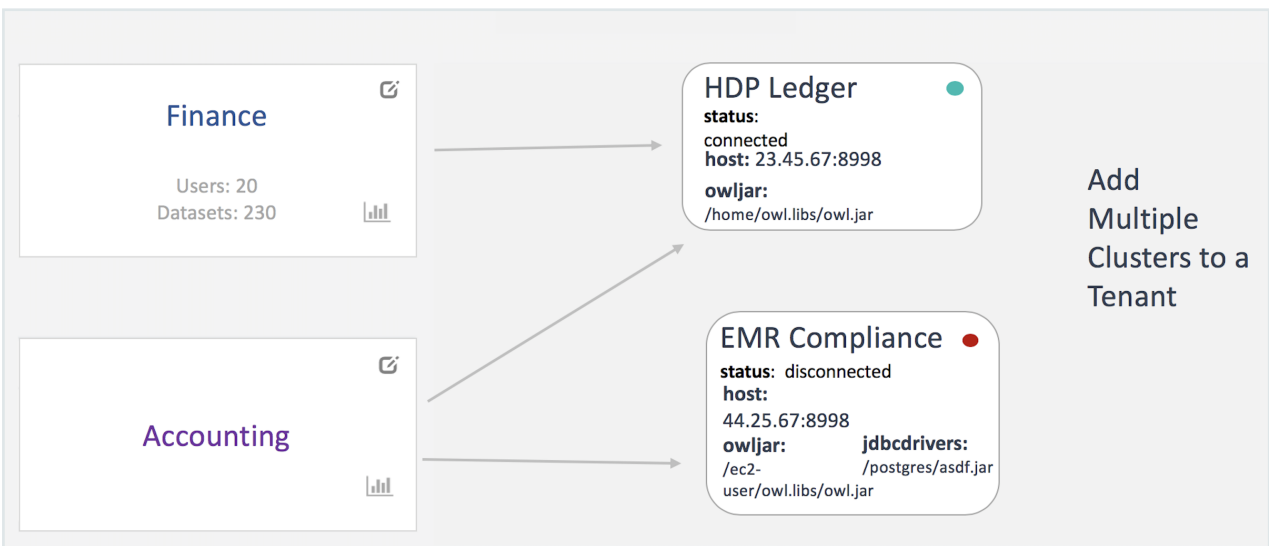 Finance
Users: 20
Datasets: 230
Accounting
HDP Ledger
status:
connected
host: 23.45.67:8998
owljar:
/home/owl.libs/owl.jar
EMR Compliance
status: disconnected
host:
44.25.67:8998
owljar:
/ec2-
user/owl.libs/owl.jar
jdbcdrivers:
/postgres/asdf.jar
Add
Multiple
Clusters to a
Tenant